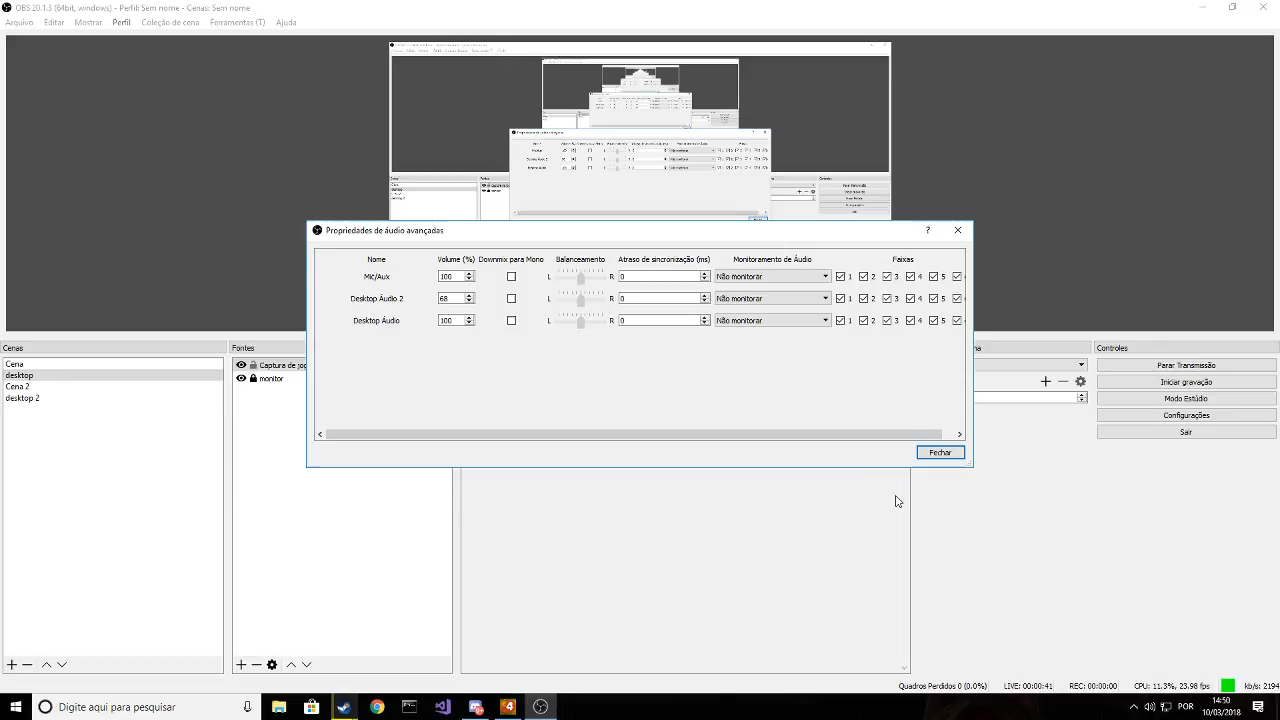 OBS 20.1.3 (64bit, windows) - Perfil: Sem nome - Cenas: Sem nome
Arquivo Editar Mostrar Perfil Coleção de cena Ferramentas (T) Ajuda
Propriedades de áudio avançadas
Nome Volume (%) Downmix para Mono Balanceamento Atraso de sincronização (ms) Monitoramento de Áudio Faixas
Mic/Aux 100 L R 0 Não monitorar 1 2 3 4 5
Desktop Áudio 2 68 L R 0 Não monitorar 1 2 3 4 5
Desktop Áudio 100 L R 0 Não monitorar 1 2 3 4 5
Fechar
Cenas Fontes Controles
Cena
desktop
Cena 2
desktop 2
Captura de jog
monitor
Parar Transmissão
Iniciar gravação
Modo Estúdio
Configurações
Sair
Quadros Perdidos 0 (0.0%) LIVE: 00:00:41 CPU: 11.3%, 23.98 fps
Digite aqui para pesquisar
POR
14:50
10/03/2018